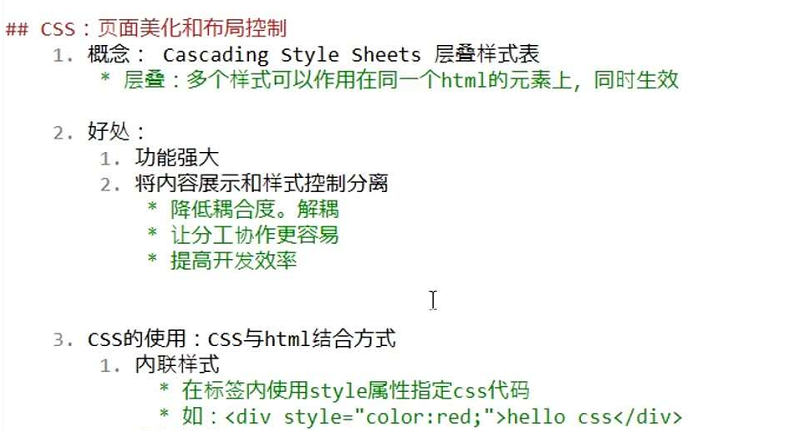 ## CSS：页面美化和布局控制
1. 概念： Cascading Style Sheets 层叠样式表
* 层叠：多个样式可以作用在同一个html的元素上，同时生效
2. 好处：
1. 功能强大
2. 将内容展示和样式控制分离
* 降低耦合度。解耦
* 让分工协作更容易
* 提高开发效率
3. CSS的使用：CSS与html结合方式
1. 内联样式
* 在标签内使用style属性指定css代码
* 如：<div style="color:red;">hello css</div>